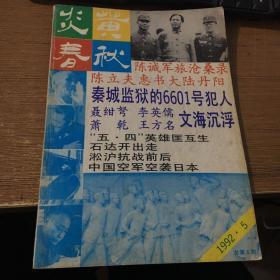 炎黄
春秋
陈诚军旅沧桑录
陈立夫惠书大陆丹阳
秦城监狱的6601号犯人
聂绀弩 李英儒
萧乾 王方名
文海沉浮
“五·四”英雄匡互生
石达开出走
淞沪抗战前后
中国空军空袭日本
1992·5